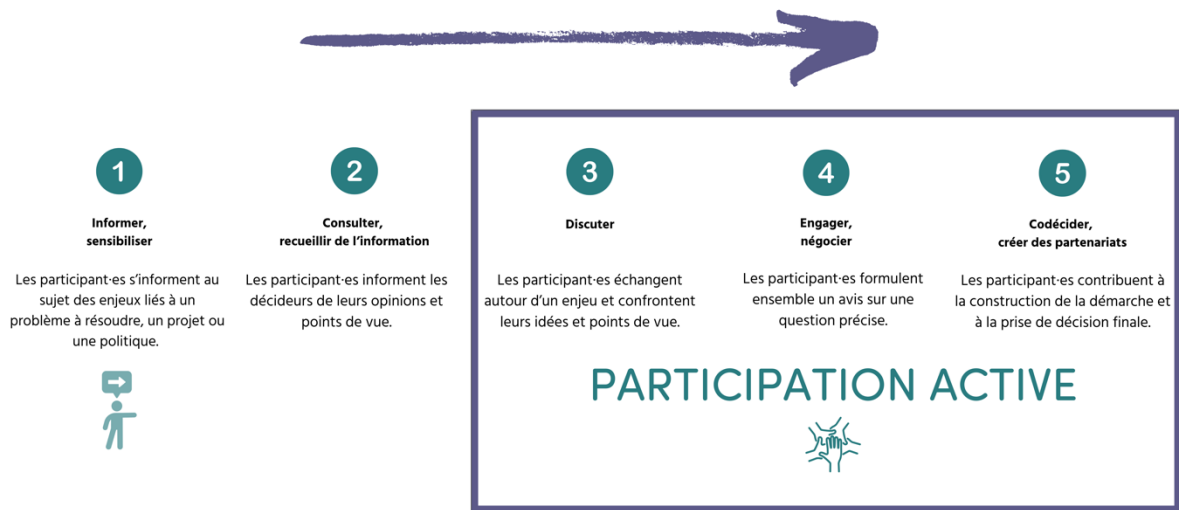 1
Informer,
sensibiliser
Les participant·es s’informent au
sujet des enjeux liés à un
problème à résoudre, un projet ou
une politique.
2
Consulter,
recueillir de l’information
Les participant·es informent les
décideurs de leurs opinions et
points de vue.
3
Discuter
Les participant·es échangent
autour d’un enjeu et confrontent
leurs idées et points de vue.
4
Engager,
négocier
Les participant·es formulent
ensemble un avis sur une
question précise.
5
Codécider,
créer des partenariats
Les participant·es contribuent à
la construction de la démarche et
à la prise de décision finale.
PARTICIPATION ACTIVE